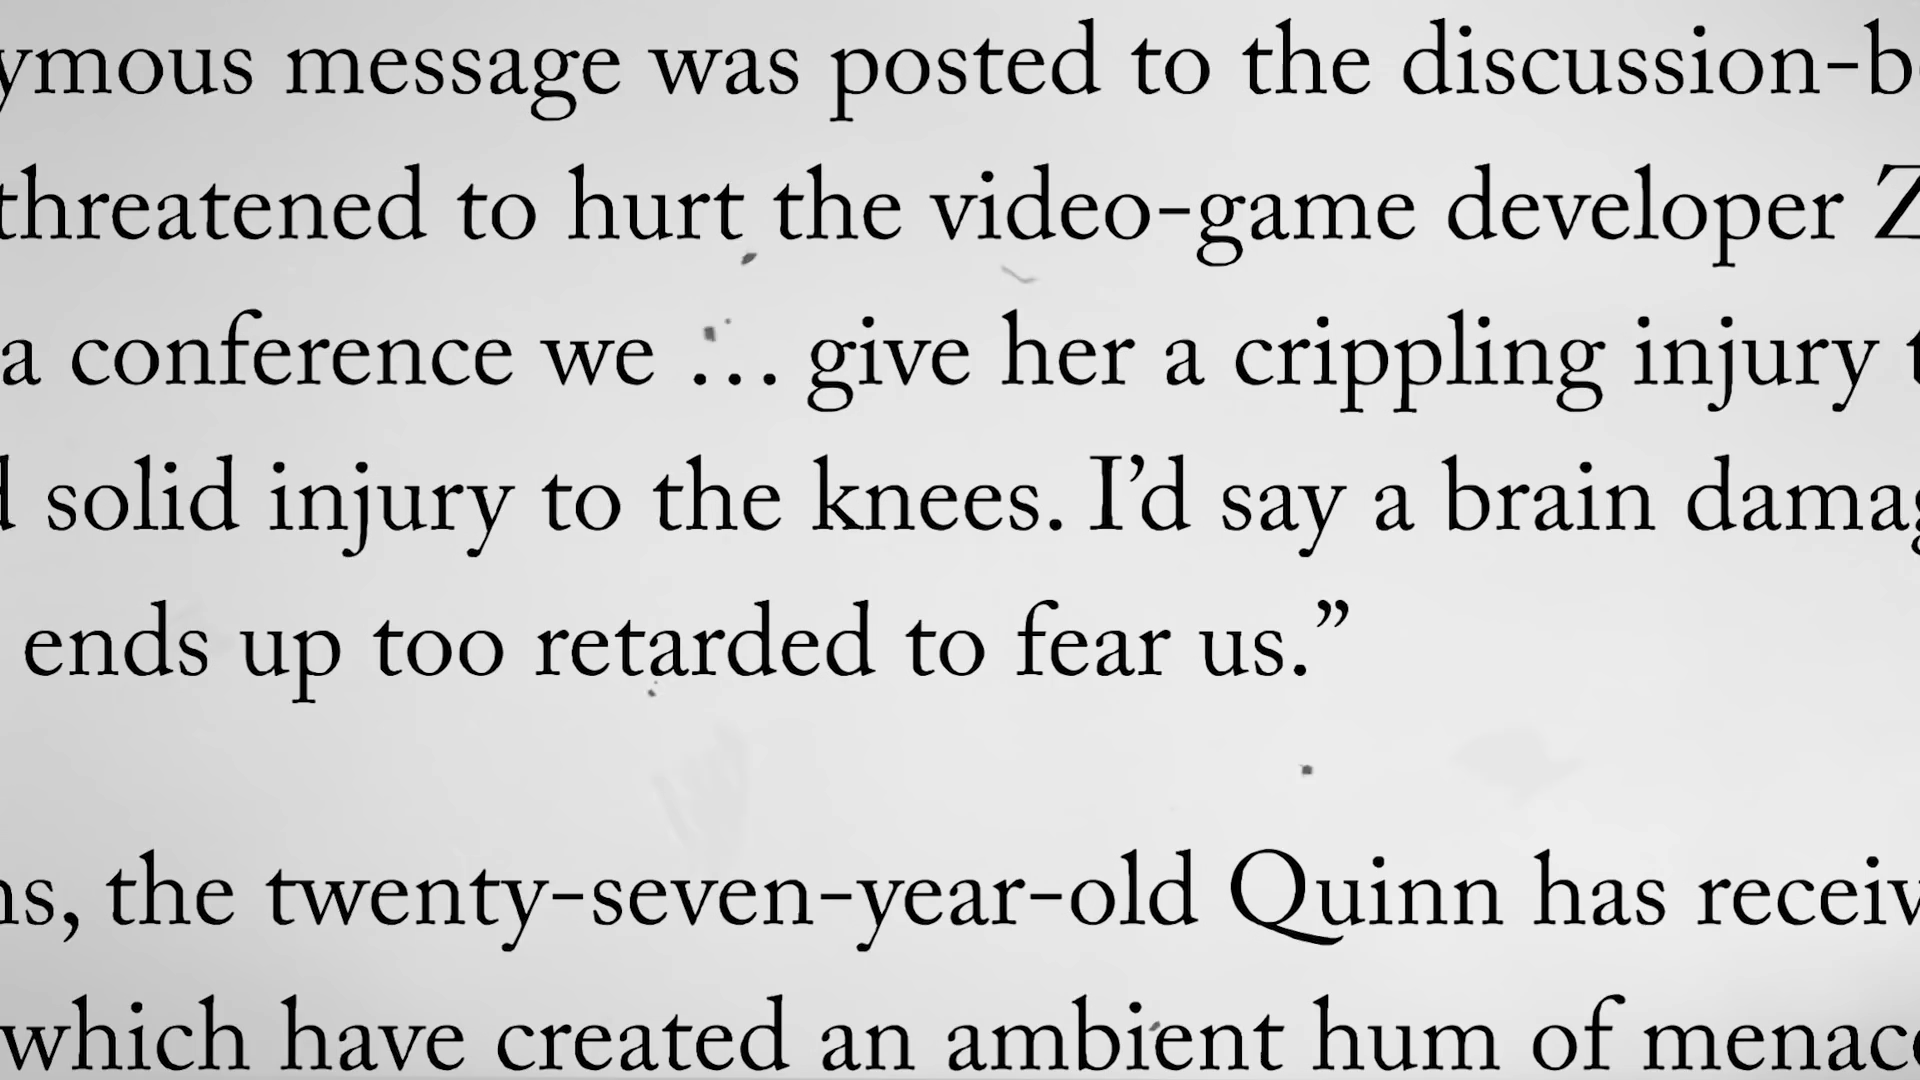 ymous message was posted to the discussion-b
threatened to hurt the video-game developer Z
a conference we … give her a crippling injury t
d solid injury to the knees. I’d say a brain damag
ends up too retarded to fear us.”
ns, the twenty-seven-year-old Quinn has receiv
which have created an ambient hum of menace